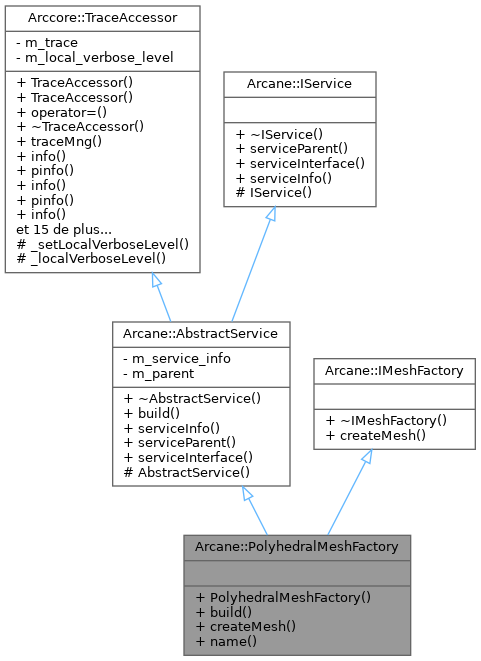 Arccore::TraceAccessor
- m_trace
- m_local_verbose_level
+ TraceAccessor()
+ TraceAccessor()
+ operator=()
+ ~TraceAccessor()
+ traceMng()
+ info()
+ pinfo()
+ info()
+ pinfo()
+ info()
et 15 de plus...
# _setLocalVerboseLevel()
# _localVerboseLevel()
Arcane::IService
+ ~IService()
+ serviceParent()
+ serviceInterface()
+ serviceInfo()
# IService()
Arcane::AbstractService
- m_service_info
- m_parent
+ ~AbstractService()
+ build()
+ serviceInfo()
+ serviceParent()
+ serviceInterface()
# AbstractService()
Arcane::IMeshFactory
+ ~IMeshFactory()
+ createMesh()
Arcane::PolyhedralMeshFactory
+ PolyhedralMeshFactory()
+ build()
+ createMesh()
+ name()